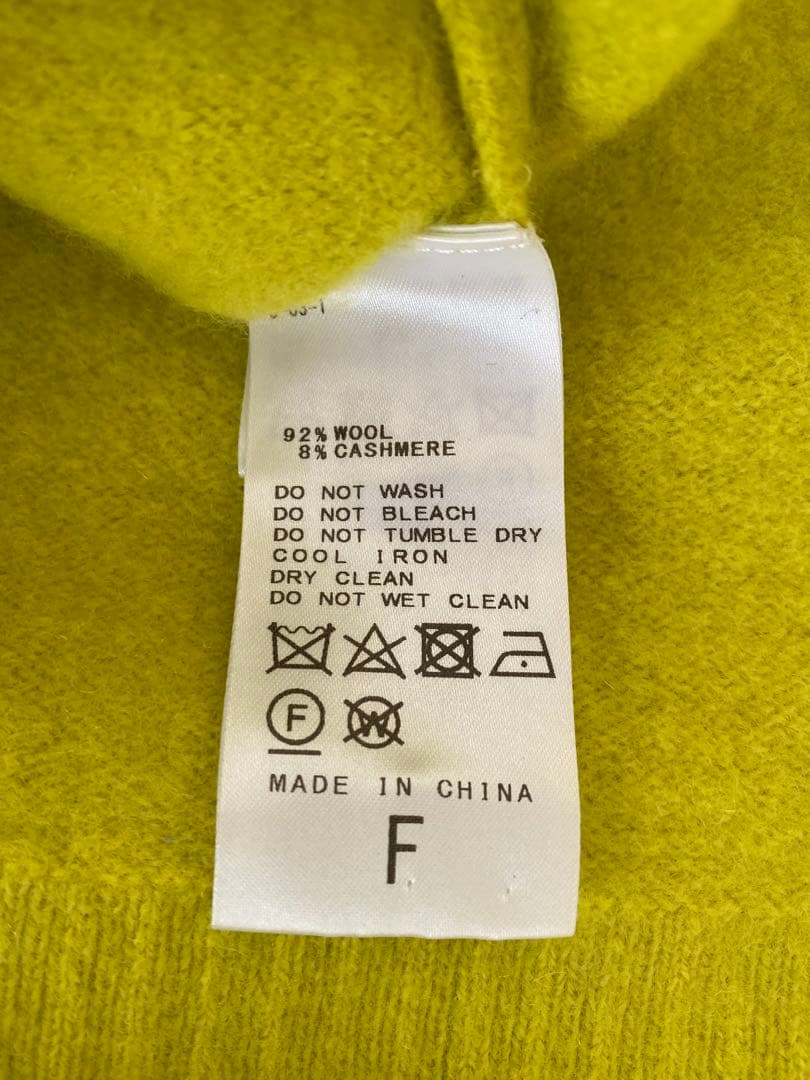 92% WOOL
8% CASHMERE
DO NOT WASH
DO NOT BLEACH
DO NOT TUMBLE DRY
COOL IRON
DRY CLEAN
DO NOT WET CLEAN
F W
MADE IN CHINA
F